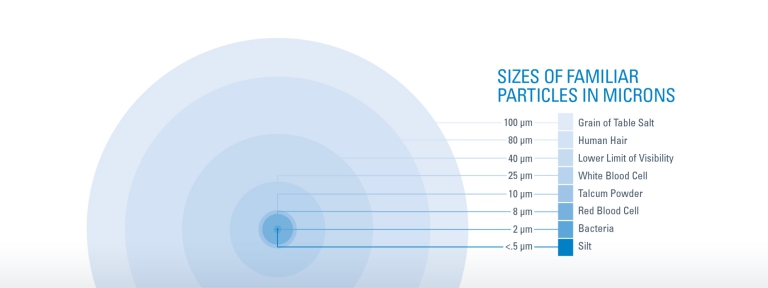 SIZES OF FAMILIAR
PARTICLES IN MICRONS
100 µm Grain of Table Salt
80 µm Human Hair
40 µm Lower Limit of Visibility
25 µm White Blood Cell
10 µm Talcum Powder
8 µm Red Blood Cell
2 µm Bacteria
<.5 µm Silt